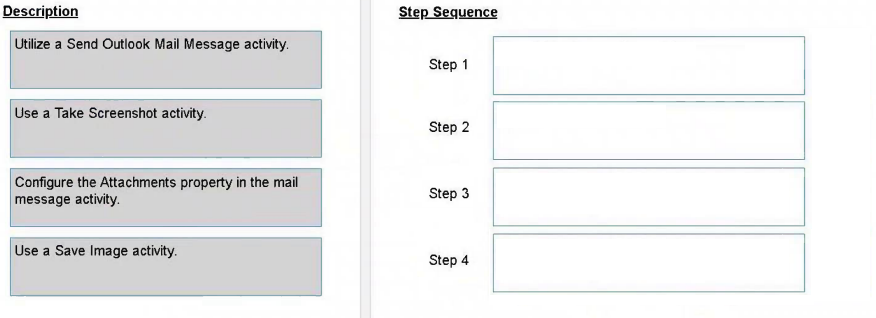 Description
Utilize a Send Outlook Mail Message activity.
Use a Take Screenshot activity.
Configure the Attachments property in the mail
message activity.
Use a Save Image activity.
Step Sequence
Step 1
Step 2
Step 3
Step 4